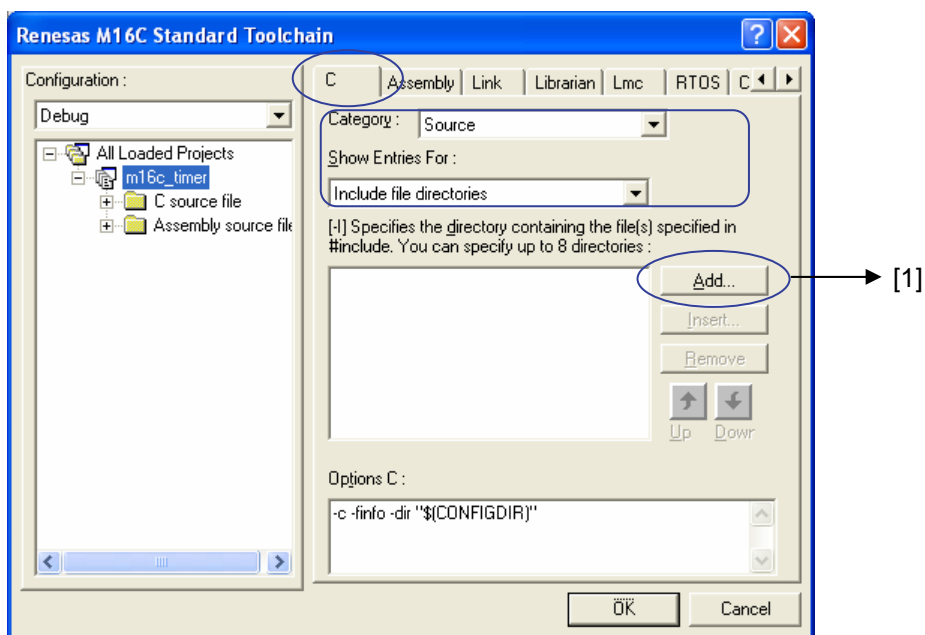 Renesas M16C Standard Toolchain
Configuration :
Debug
All Loaded Projects
m16c_timer
C source file
Assembly source file
C Assembly Link Librarian Lmc RTOS C
Category : Source
Show Entries For :
Include file directories
[-I] Specifies the directory containing the file(s) specified in
#include. You can specify up to 8 directories :
Add...
[1]
Insert...
Remove
Up Down
Options C :
-c -finfo -dir "$(CONFIGDIR)"
OK Cancel